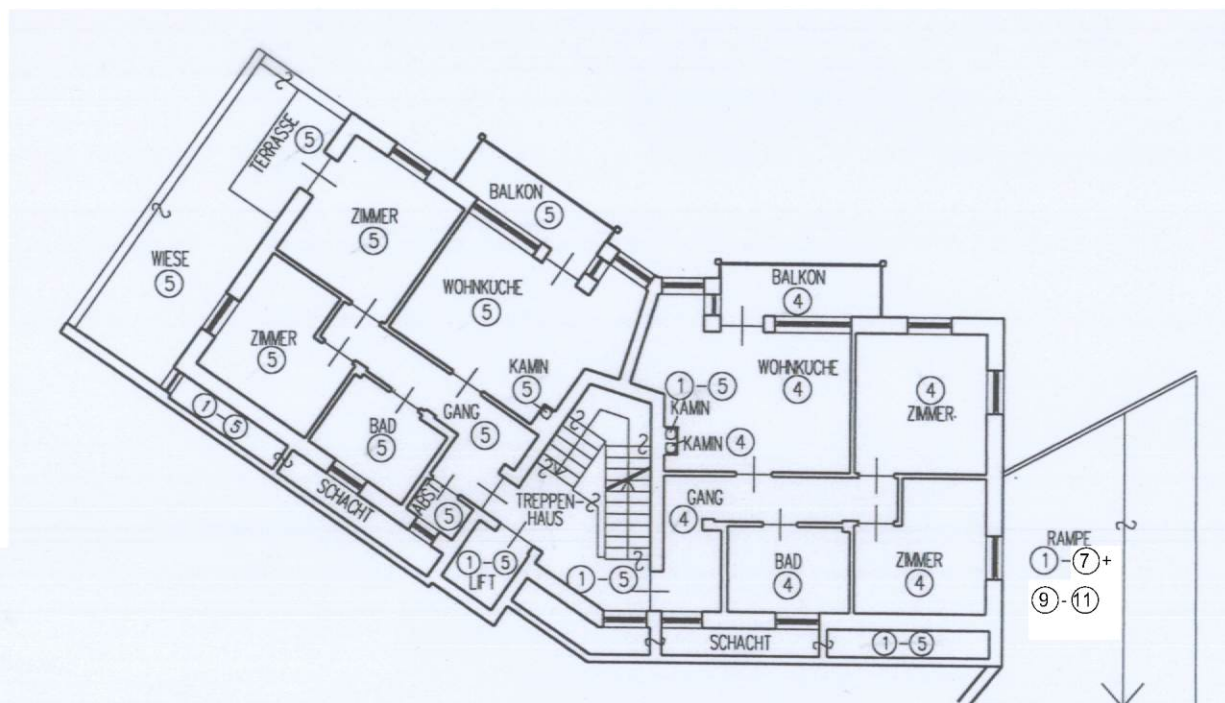 TERRASSE
5
BALKON
5
ZIMMER
5
WIESE
5
WOHNKUCHE
5
BALKON
4
ZIMMER
5
WOHNKUCHE
4
4
ZIMMER
KAMIN
5
1-5
KAMIN
KAMIN 4
1-5
BAD
5
GANG
5
SCHACHT
ABST
5
TREPPEN-
HAUS
GANG
4
1-5
LIFT
1-5
BAD
4
ZIMMER
4
RAMPE
1-7+
9-11
SCHACHT
1-5